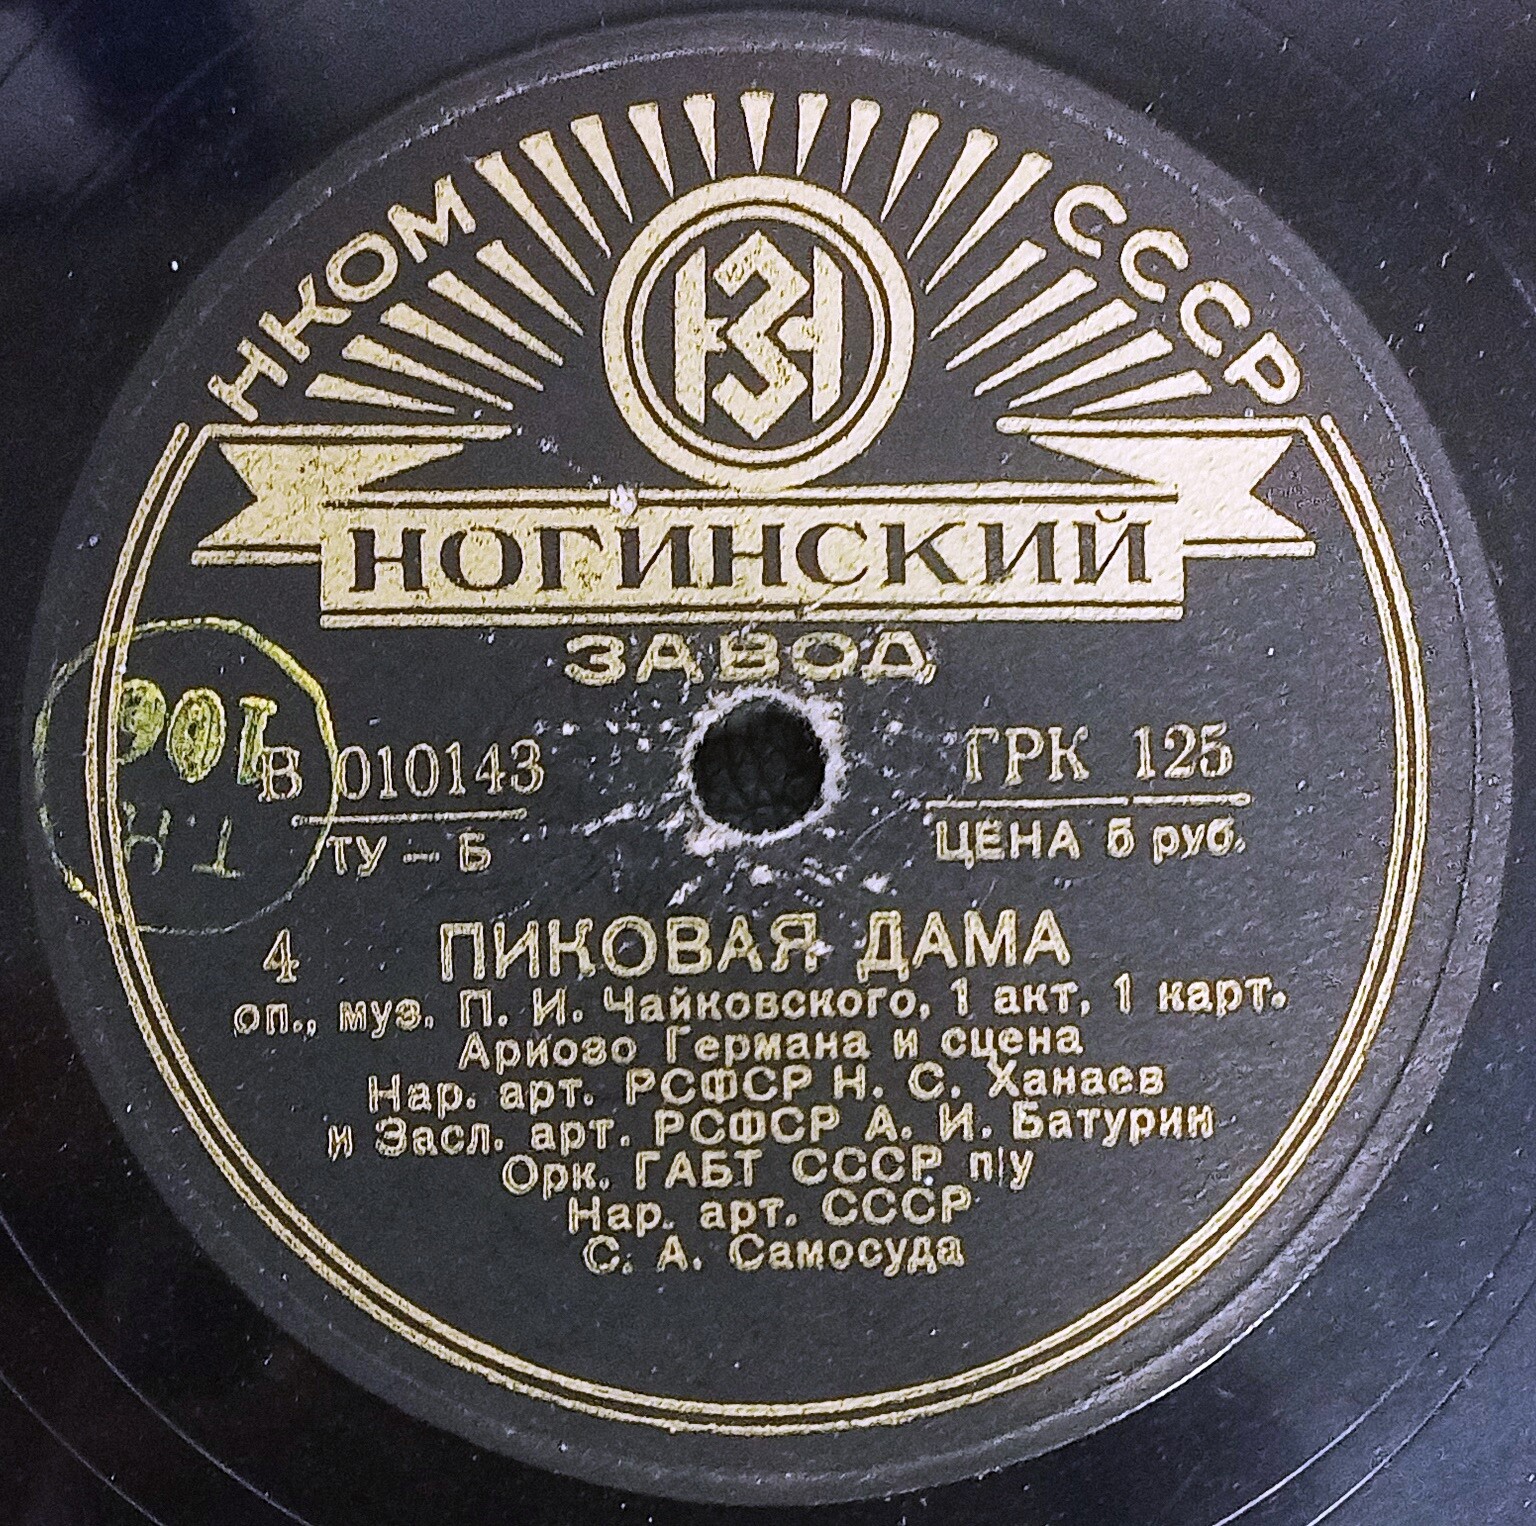 НКОМ СССР
НЗН
НОГИНСКИЙ
ЗАВОД
В 010143 ГРК 125
ТУ — Б ЦЕНА 5 руб.
106
Т.Н
4 ПИКОВАЯ ДАМА
оп., муз. П. И. Чайковского, 1 акт, 1 карт.
Ариозо Германа и сцена
Нар. арт. РСФСР Н. С. Ханаев
и Засл. арт. РСФСР А. И. Батурин
Орк. ГАБТ СССР п/у
Нар. арт. СССР
С. А. Самосуда